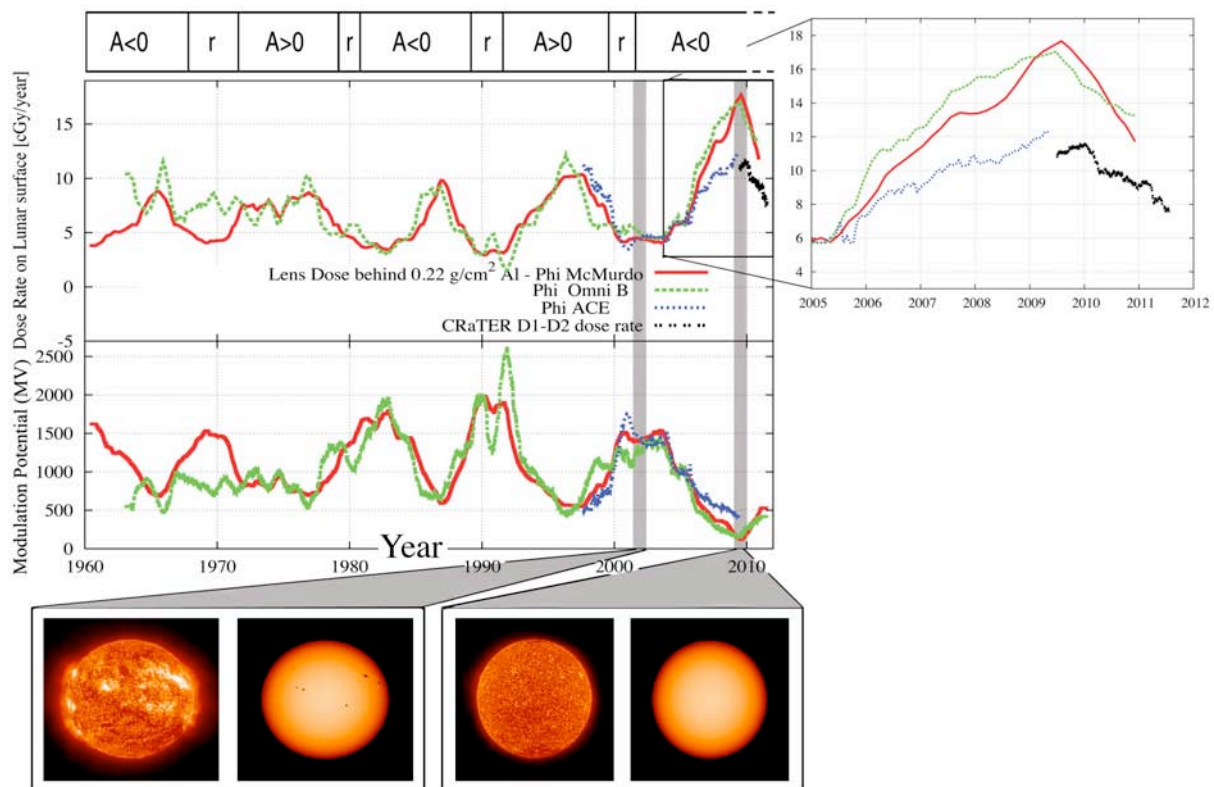 A<0 r A>0 r A<0 r A>0 r A<0
Dose Rate on Lunar surface [cGy/year]
15
10
5
0
-5
Lens Dose behind 0.22 g/cm2 Al - Phi McMurdo
Phi Omni B
Phi ACE
CRaTER D1-D2 dose rate
Modulation Potential (MV)
2500
2000
1500
1000
500
0
Year
1960 1970 1980 1990 2000 2010
18
16
14
12
10
8
6
4
2005 2006 2007 2008 2009 2010 2011 2012